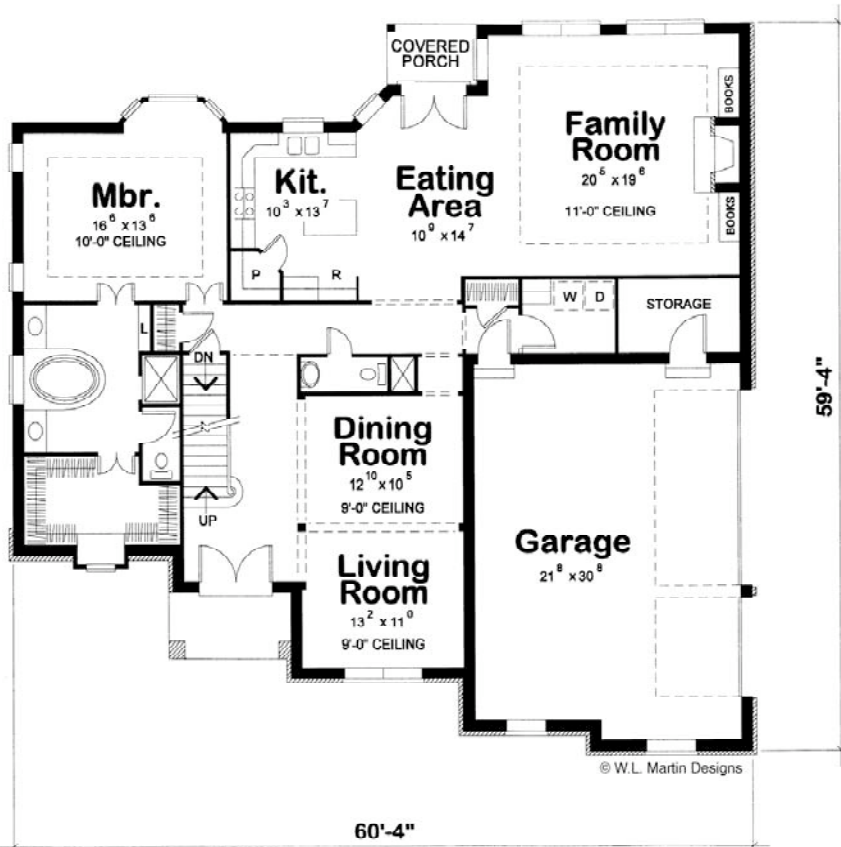 COVERED
PORCH
BOOKS
Family
Room
20⁵ x 19⁶
11'-0" CEILING
BOOKS
Mbr.
16⁶ x 13⁶
10'-0" CEILING
Kit.
10³ x 13⁷
Eating
Area
10⁹ x 14⁷
P
R
W
D
STORAGE
L
DN
UP
Dining
Room
12¹⁰ x 10⁵
9'-0" CEILING
Living
Room
13² x 11⁰
9'-0" CEILING
Garage
21⁸ x 30⁸
59'-4"
© W.L. Martin Designs
60'-4"